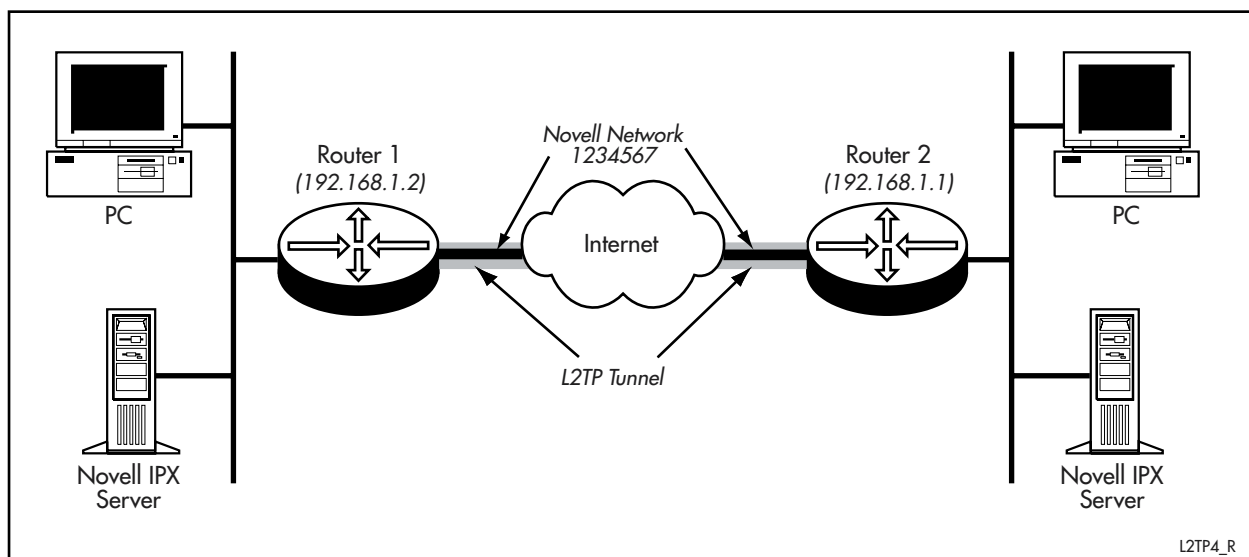 Novell Network
1234567
Router 1
(192.168.1.2)
Router 2
(192.168.1.1)
PC
Internet
PC
L2TP Tunnel
Novell IPX
Server
Novell IPX
Server
L2TP4_R